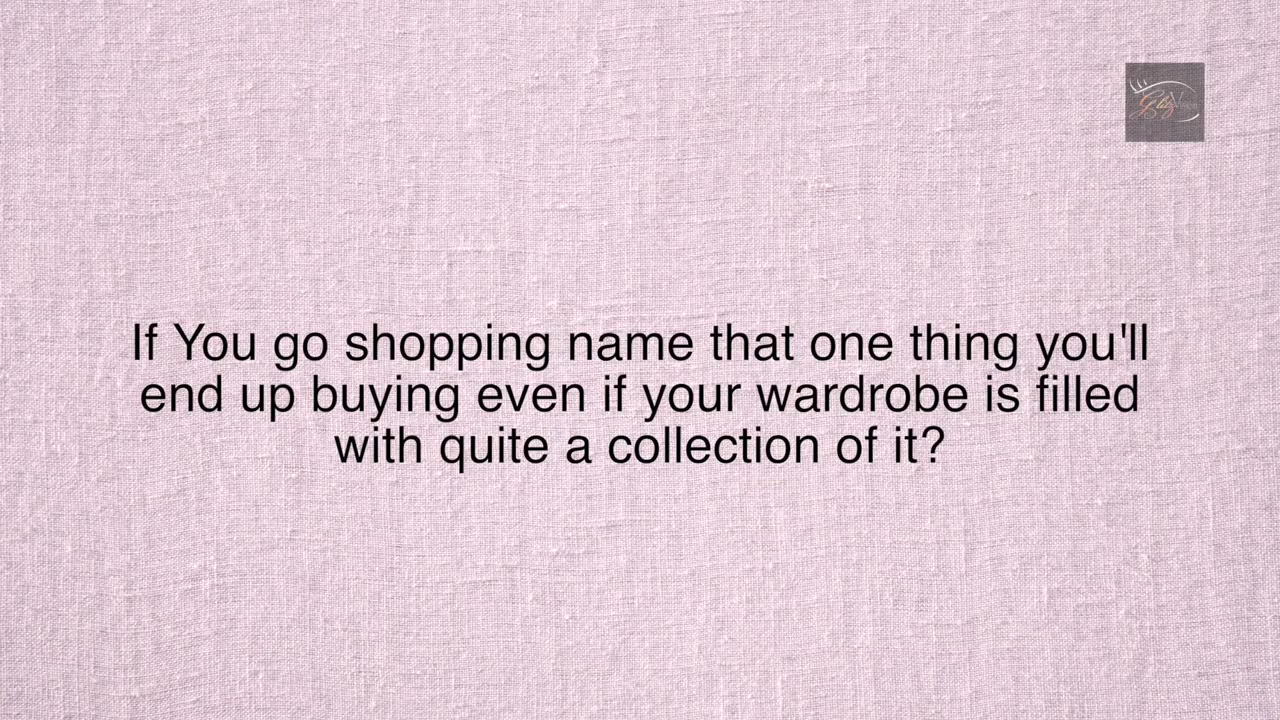 If You go shopping name that one thing you'll
end up buying even if your wardrobe is filled
with quite a collection of it?